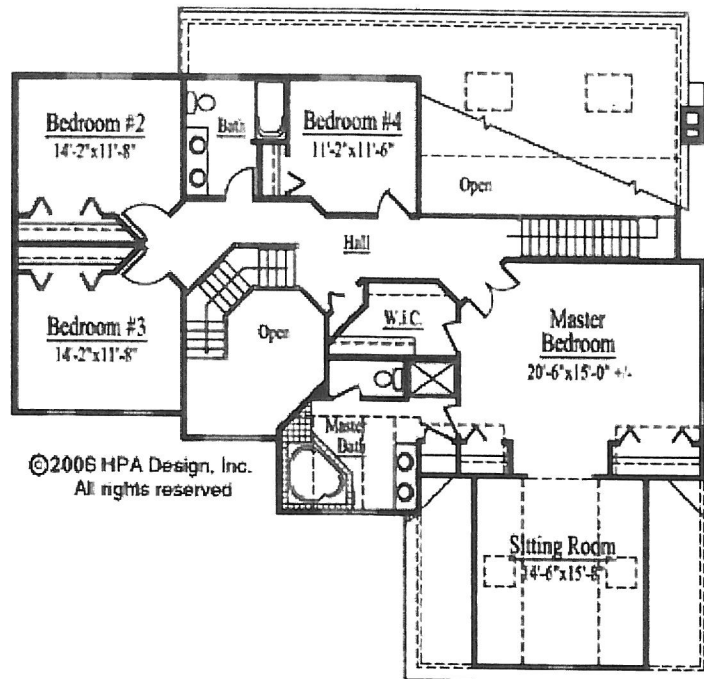 Bedroom #2
14'-2"x11'-8"
Bath
Bedroom #4
11'-2"x11'-6"
Open
Hall
Bedroom #3
14'-2"x11'-8"
Open
W.i.C.
Master
Bedroom
20'-6"x15'-0" +/-
Master
Bath
©2006 HPA Design, Inc.
All rights reserved
Sitting Room
14'-6"x15'-8"